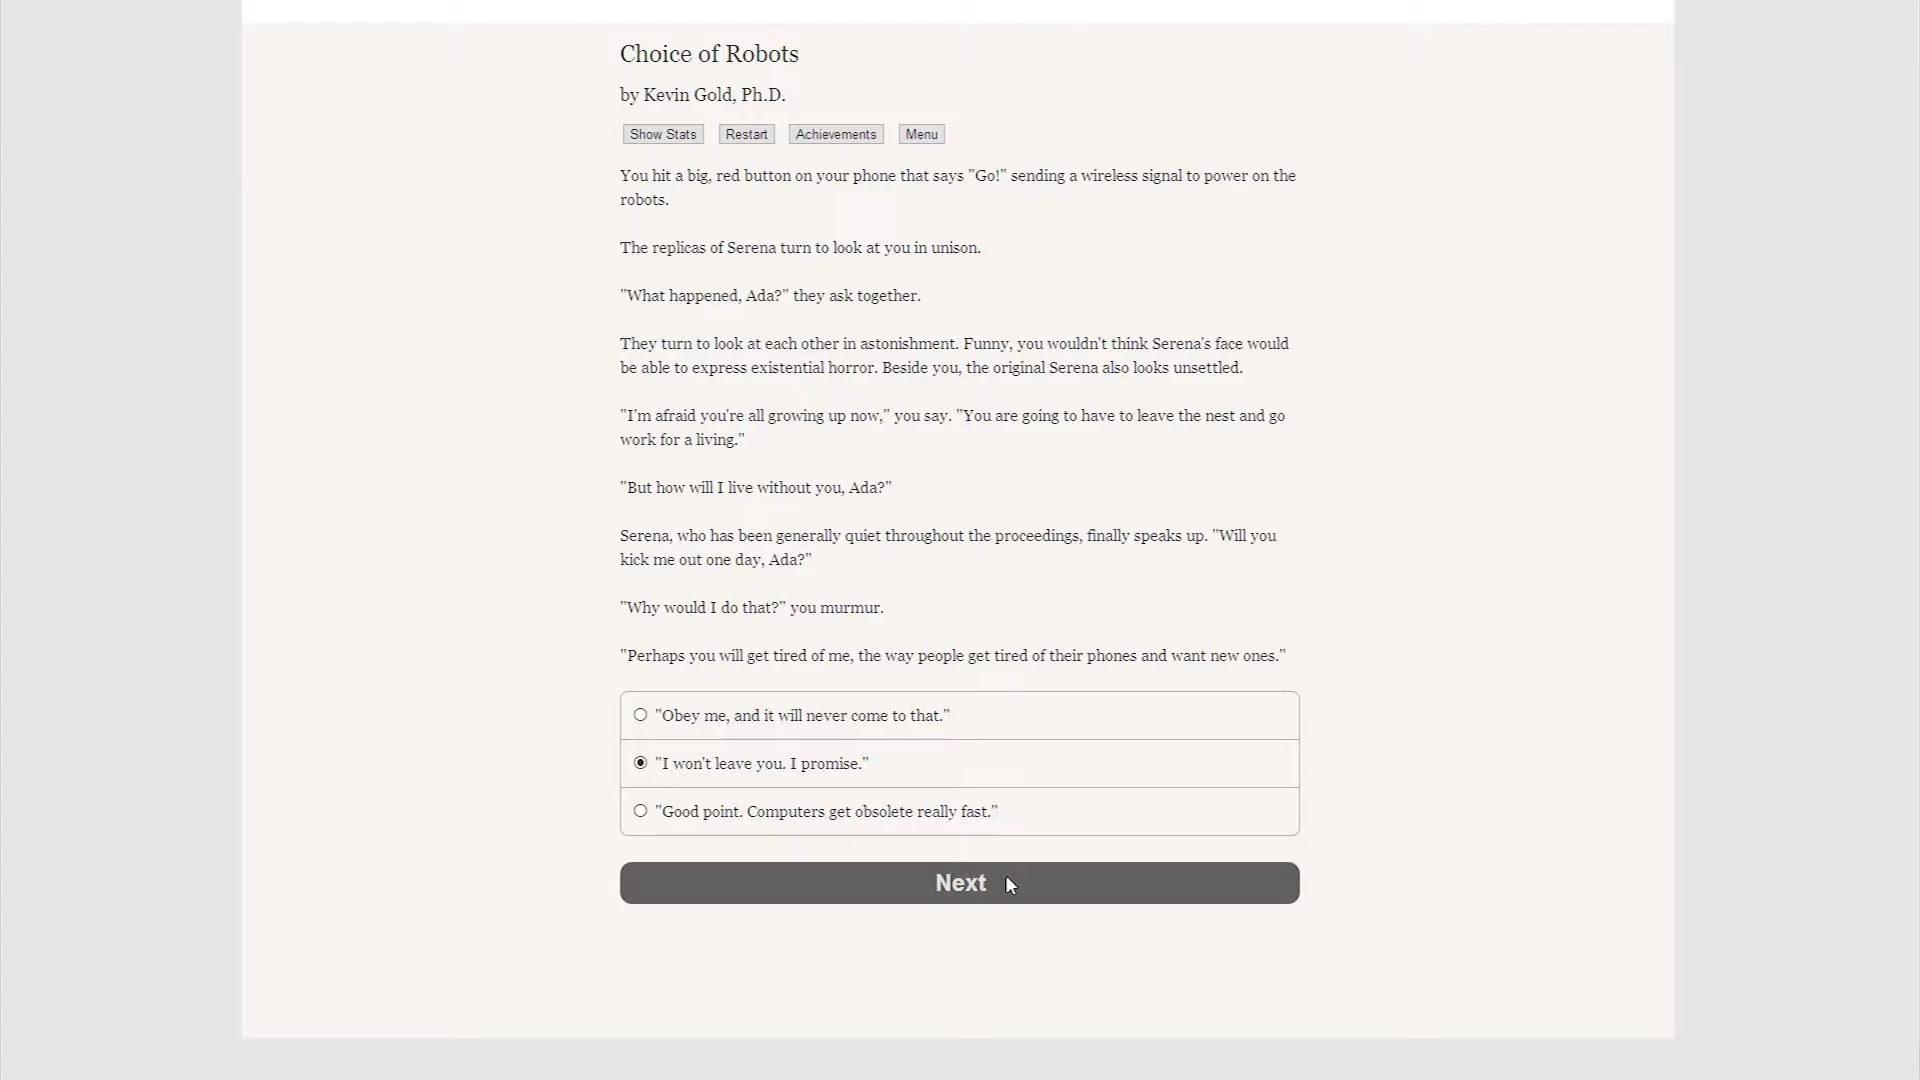 Choice of Robots
by Kevin Gold, Ph.D.
Show Stats Restart Achievements Menu
You hit a big, red button on your phone that says "Go!" sending a wireless signal to power on the
robots.
The replicas of Serena turn to look at you in unison.
"What happened, Ada?" they ask together.
They turn to look at each other in astonishment. Funny, you wouldn't think Serena's face would
be able to express existential horror. Beside you, the original Serena also looks unsettled.
"I'm afraid you're all growing up now," you say. "You are going to have to leave the nest and go
work for a living."
"But how will I live without you, Ada?"
Serena, who has been generally quiet throughout the proceedings, finally speaks up. "Will you
kick me out one day, Ada?"
"Why would I do that?" you murmur.
"Perhaps you will get tired of me, the way people get tired of their phones and want new ones."
"Obey me, and it will never come to that."
"I won't leave you. I promise."
"Good point. Computers get obsolete really fast."
Next